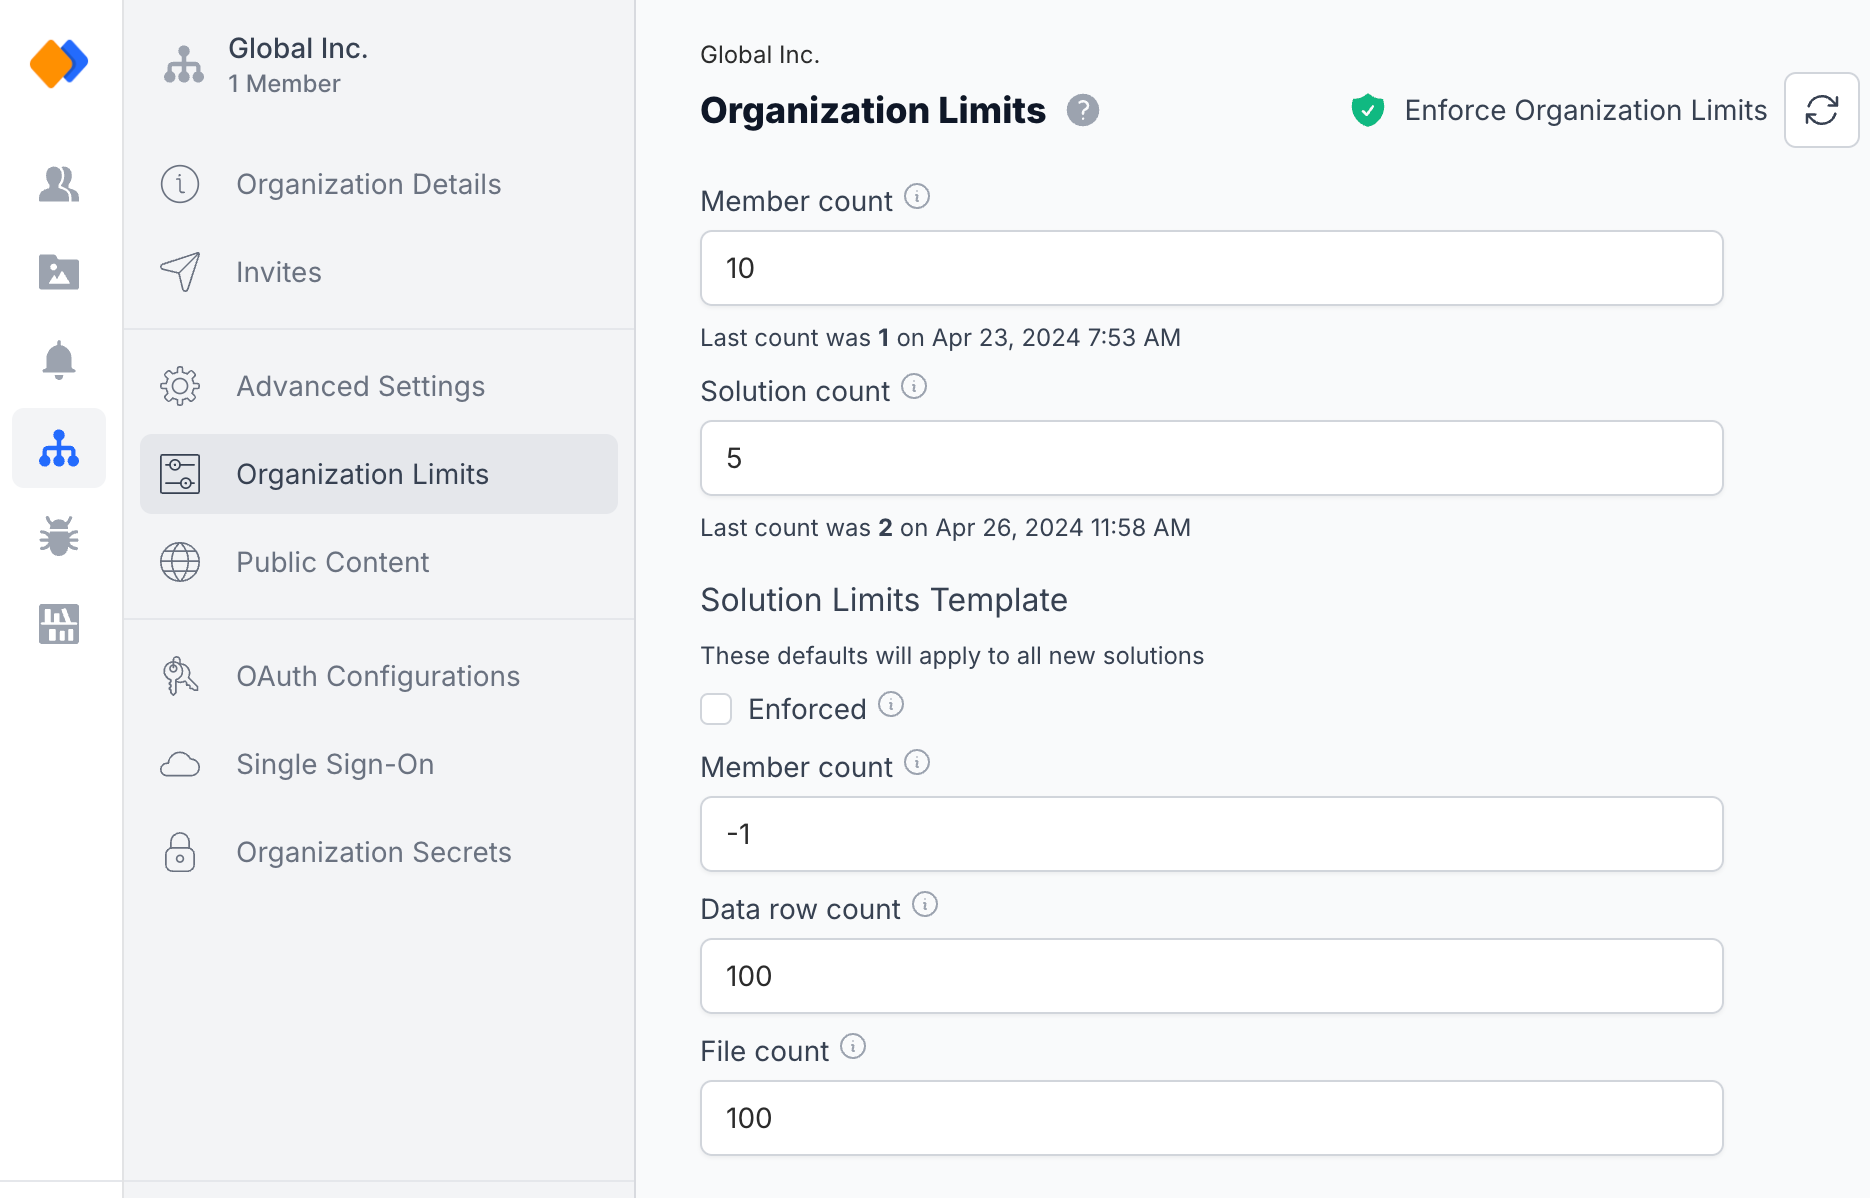 Global Inc.
1 Member
Organization Details
Invites
Advanced Settings
Organization Limits
Public Content
OAuth Configurations
Single Sign-On
Organization Secrets
Global Inc.
Organization Limits ?
Enforce Organization Limits
Member count
10
Last count was 1 on Apr 23, 2024 7:53 AM
Solution count
5
Last count was 2 on Apr 26, 2024 11:58 AM
Solution Limits Template
These defaults will apply to all new solutions
Enforced
Member count
-1
Data row count
100
File count
100